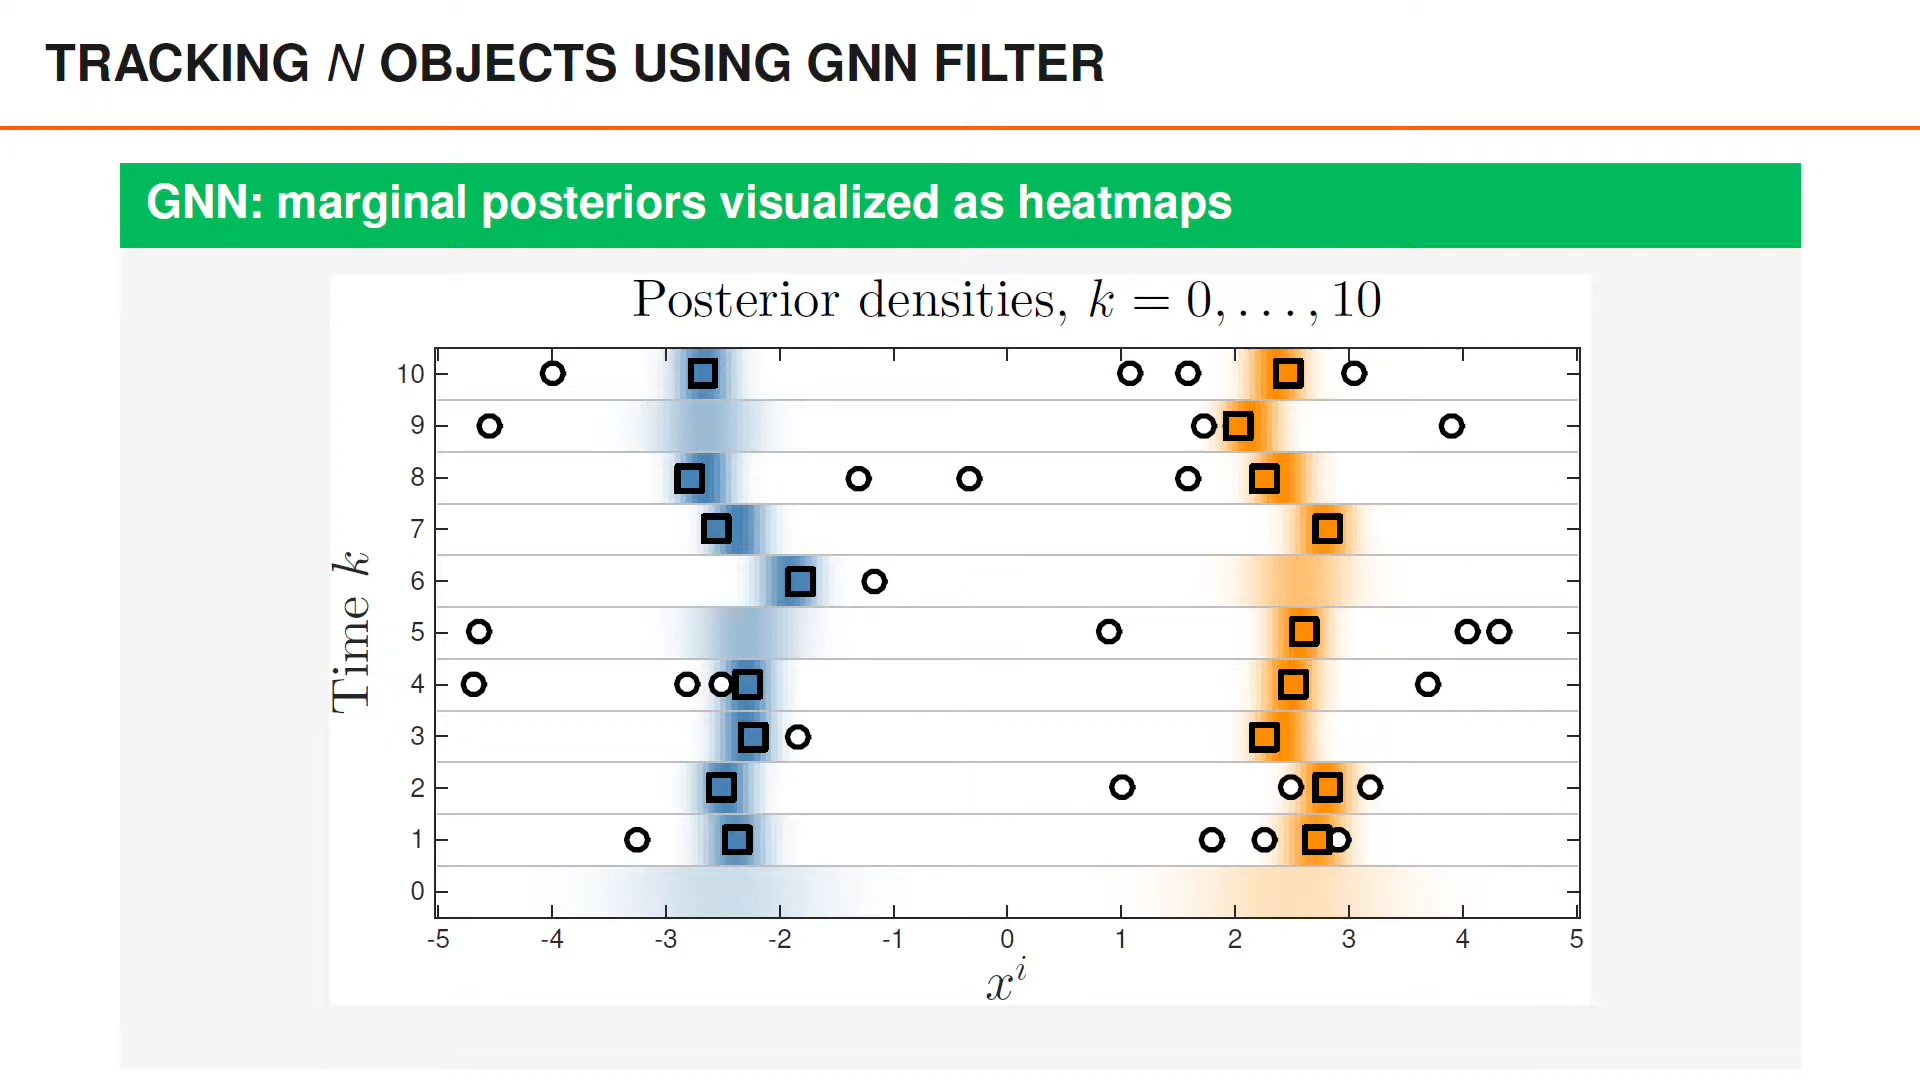 TRACKING N OBJECTS USING GNN FILTER
GNN: marginal posteriors visualized as heatmaps
Posterior densities, k = 0, . . . , 10
10
9
8
7
6
5
4
3
2
1
0
Time k
-5 -4 -3 -2 -1 0 1 2 3 4 5
x^i